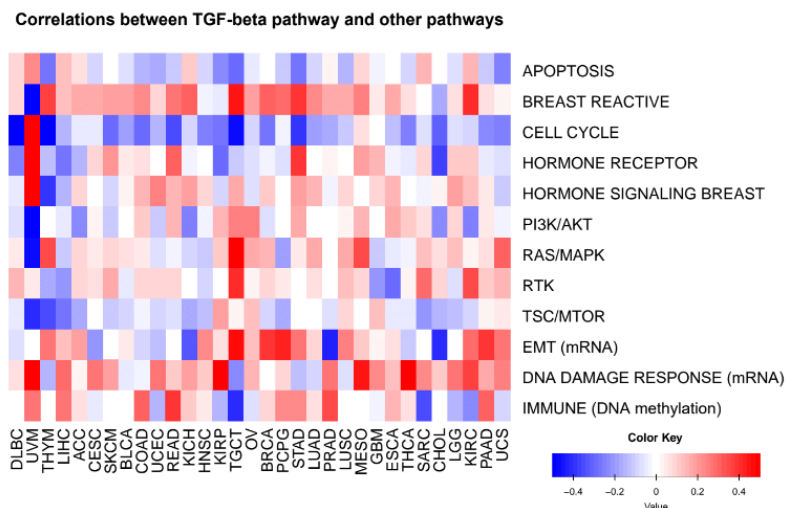 Correlations between TGF-beta pathway and other pathways
APOPTOSIS
BREAST REACTIVE
CELL CYCLE
HORMONE RECEPTOR
HORMONE SIGNALING BREAST
PI3K/AKT
RAS/MAPK
RTK
TSC/MTOR
EMT (mRNA)
DNA DAMAGE RESPONSE (mRNA)
IMMUNE (DNA methylation)
DLBC
UVM
THYM
LIHC
ACC
CESC
SKCM
BLCA
COAD
UCEC
READ
KICH
HNSC
KIRP
TGCT
OV
BRCA
PCPG
STAD
LUAD
PRAD
LUSC
MESO
GBM
ESCA
THCA
SARC
CHOL
LGG
KIRC
PAAD
UCS
Color Key
−0.4 −0.2 0 0.2 0.4
Value